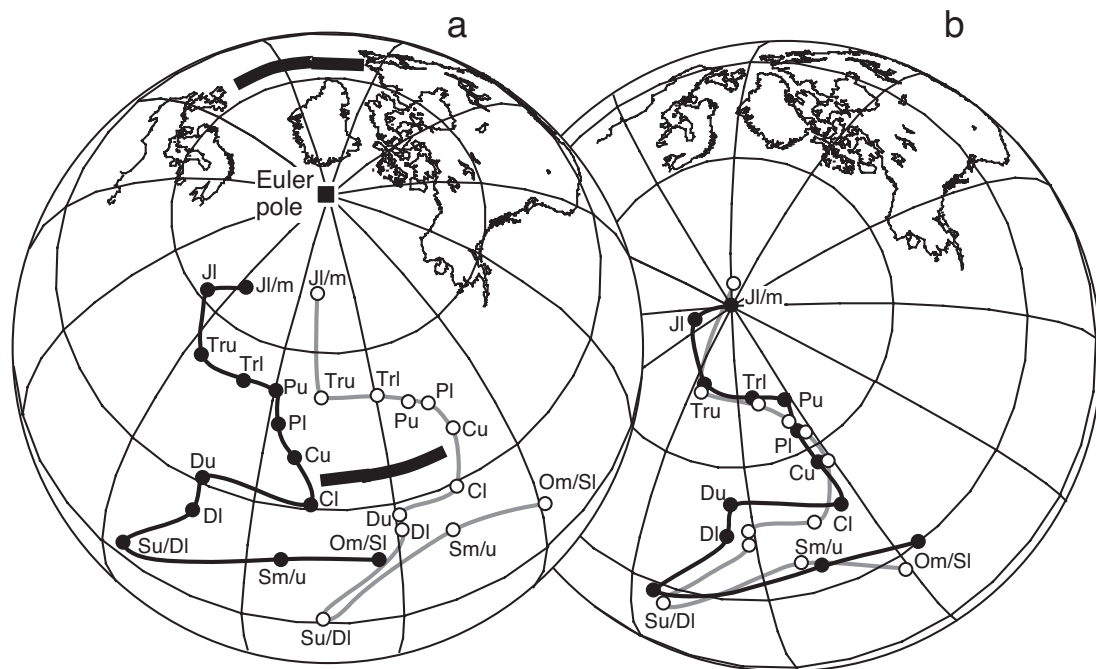 a
b
Euler
pole
Jl
Jl/m
Jl/m
Tru
Trl
Pu
Pl
Cu
Cl
Du
Dl
Su/Dl
Sm/u
Om/Sl
Tru
Trl
Pu
Pl
Cu
Cl
Du
Dl
Sm/u
Om/Sl
Su/Dl
Jl/m
Jl
Tru
Trl
Pu
Pl
Cu
Cl
Du
Dl
Sm/u
Om/Sl
Su/Dl